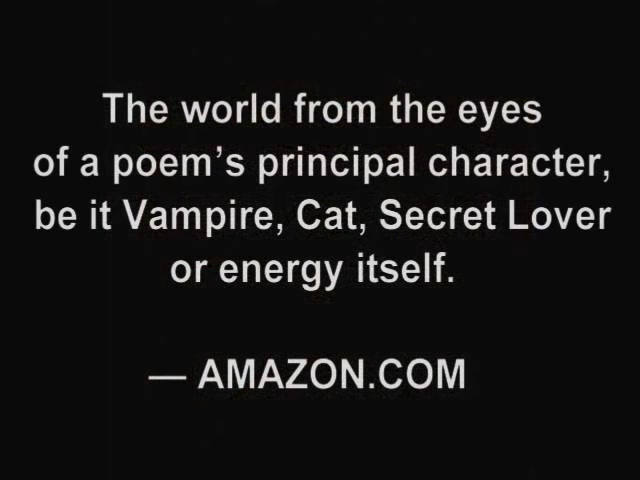 The world from the eyes
of a poem’s principal character,
be it Vampire, Cat, Secret Lover
or energy itself.
— AMAZON.COM